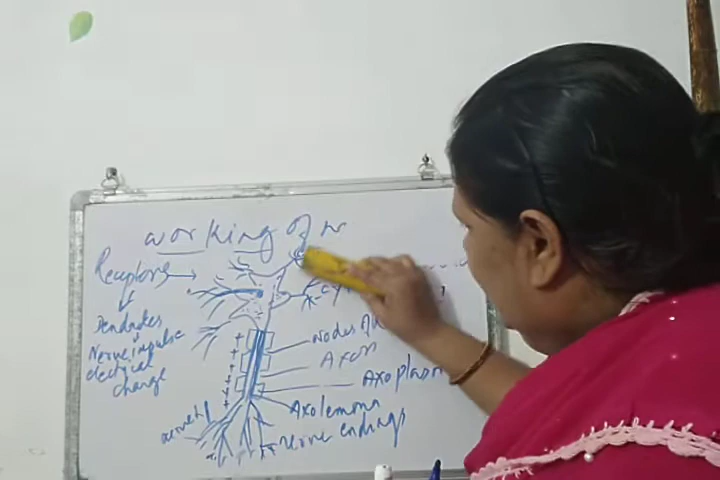 working of
Receptors
Dendrites
Nerve impulse
electrical
change
Nodes of
Axon
Axoplasm
Axolemma
nerve endings